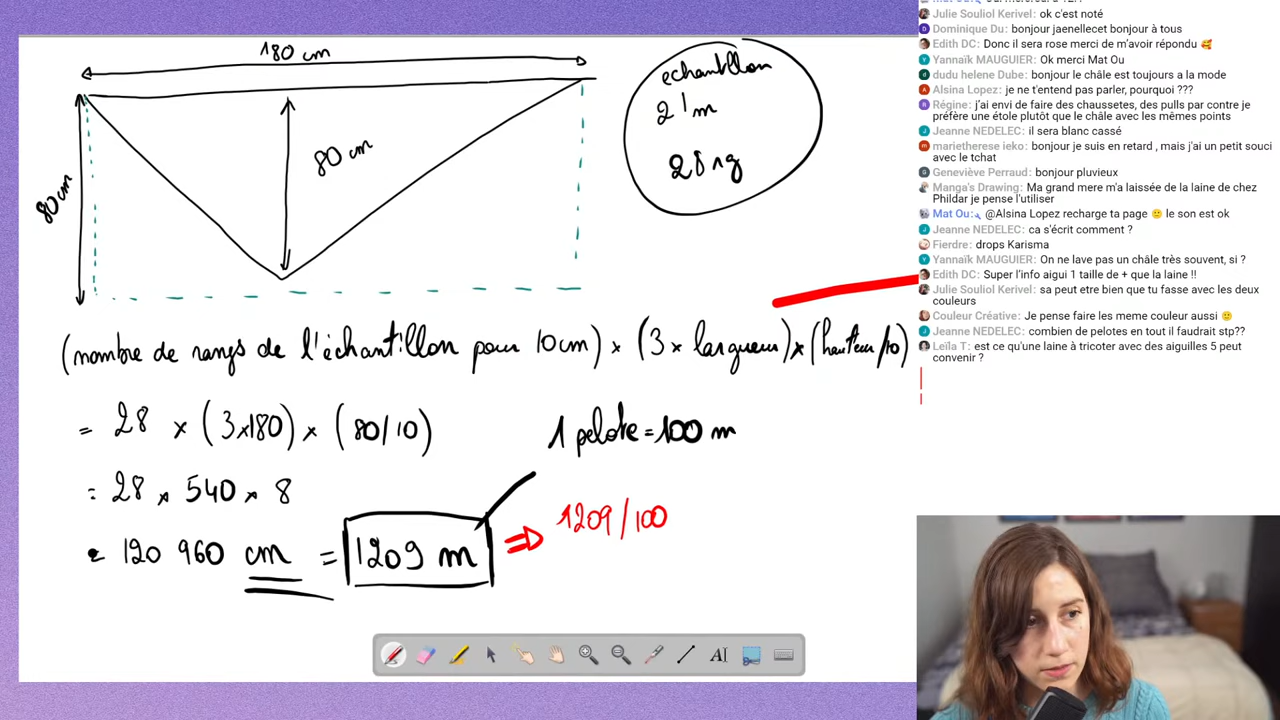 180 cm
80 cm
80 cm
echantillon
21 m
28 rg
(nombre de rangs de l'échantillon pour 10cm) × (3 × largueur) × (hauteur/10)
= 28 × (3×180) × (80/10)
1 pelote = 100 m
= 28 × 540 × 8
= 120 960 cm = 1209 m ⇒ 1209/100
AI
Julie Souliol Kerivel: ok c'est noté
Dominique Du: bonjour jaenellecet bonjour à tous
Edith DC: Donc il sera rose merci de m'avoir répondu 🥰
Yannaïk MAUGUIER: Ok merci Mat Ou
dudu helene Dube: bonjour le châle est toujours a la mode
Alsina Lopez: je ne t'entend pas parler, pourquoi ???
Régine: j'ai envi de faire des chaussetes, des pulls par contre je
préfère une étole plutôt que le châle avec les mêmes points
Jeanne NEDELEC: il sera blanc cassé
marietherese ieko: bonjour je suis en retard , mais j'ai un petit souci
avec le tchat
Geneviève Perraud: bonjour pluvieux
Manga's Drawing: Ma grand mere m'a laissée de la laine de chez
Phildar je pense l'utiliser
Mat Ou: @Alsina Lopez recharge ta page 🙂 le son est ok
Jeanne NEDELEC: ca s'écrit comment ?
Fierdre: drops Karisma
Yannaïk MAUGUIER: On ne lave pas un châle très souvent, si ?
Edith DC: Super l'info aigui 1 taille de + que la laine !!
Julie Souliol Kerivel: sa peut etre bien que tu fasse avec les deux
couleurs
Couleur Créative: Je pense faire les meme couleur aussi 🙂
Jeanne NEDELEC: combien de pelotes en tout il faudrait stp??
Leïla T: est ce qu'une laine à tricoter avec des aiguilles 5 peut
convenir ?